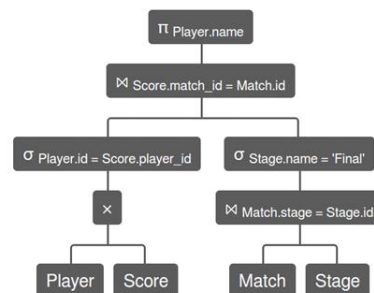 π Player.name
⋈ Score.match_id = Match.id
σ Player.id = Score.player_id
σ Stage.name = 'Final'
×
⋈ Match.stage = Stage.id
Player
Score
Match
Stage